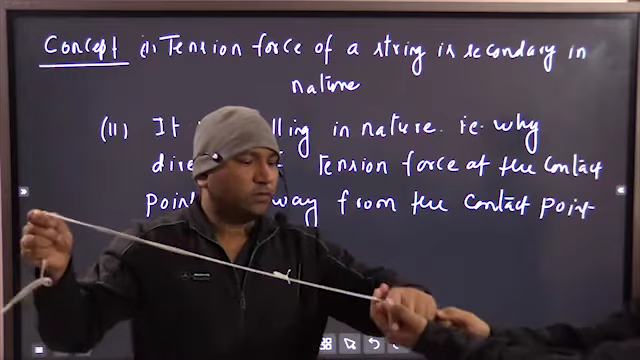 Concept (i) Tension force of a string is secondary in
nature
(II) It lling in nature. i.e. why
dire tension force at the contact
point way from the contact point